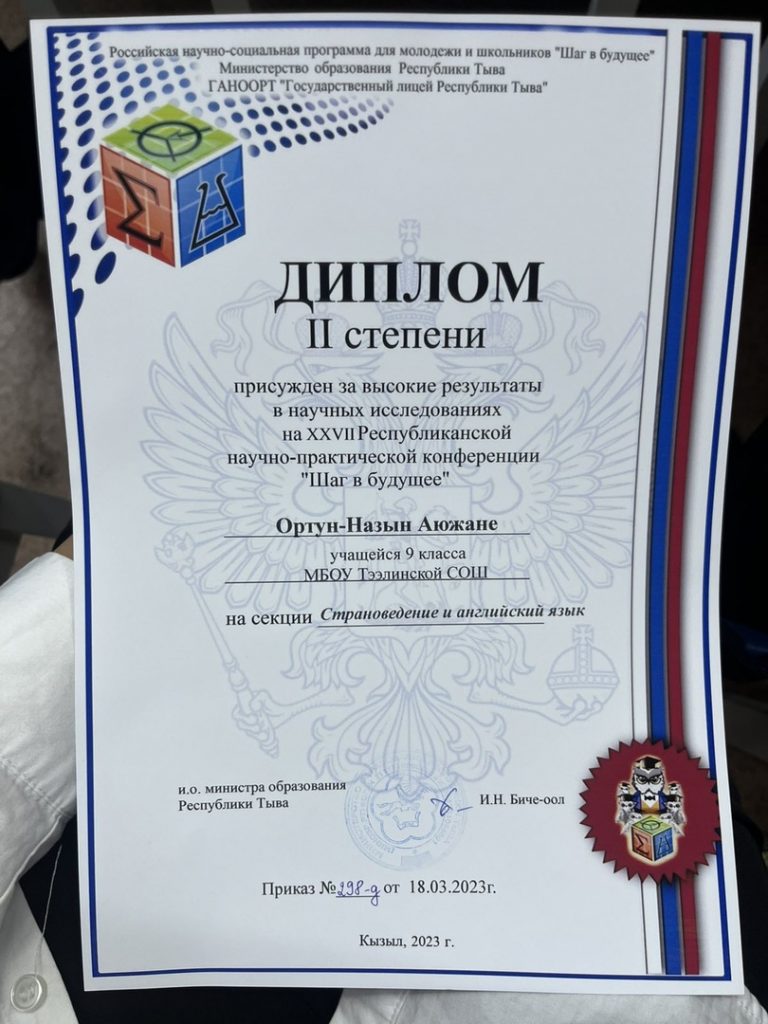 Российская научно-социальная программа для молодежи и школьников "Шаг в будущее"
Министерство образования Республики Тыва
ГАНООРТ "Государственный лицей Республики Тыва"
ДИПЛОМ
II степени
присужден за высокие результаты
в научных исследованиях
на XXVII Республиканской
научно-практической конференции
"Шаг в будущее"
Ортун-Назын Аюжане
учащейся 9 класса
МБОУ Тээлинской СОШ
на секции Страноведение и английский язык
и.о. министра образования
Республики Тыва
И.Н. Биче-оол
Приказ № 298-д от 18.03.2023г.
Кызыл, 2023 г.